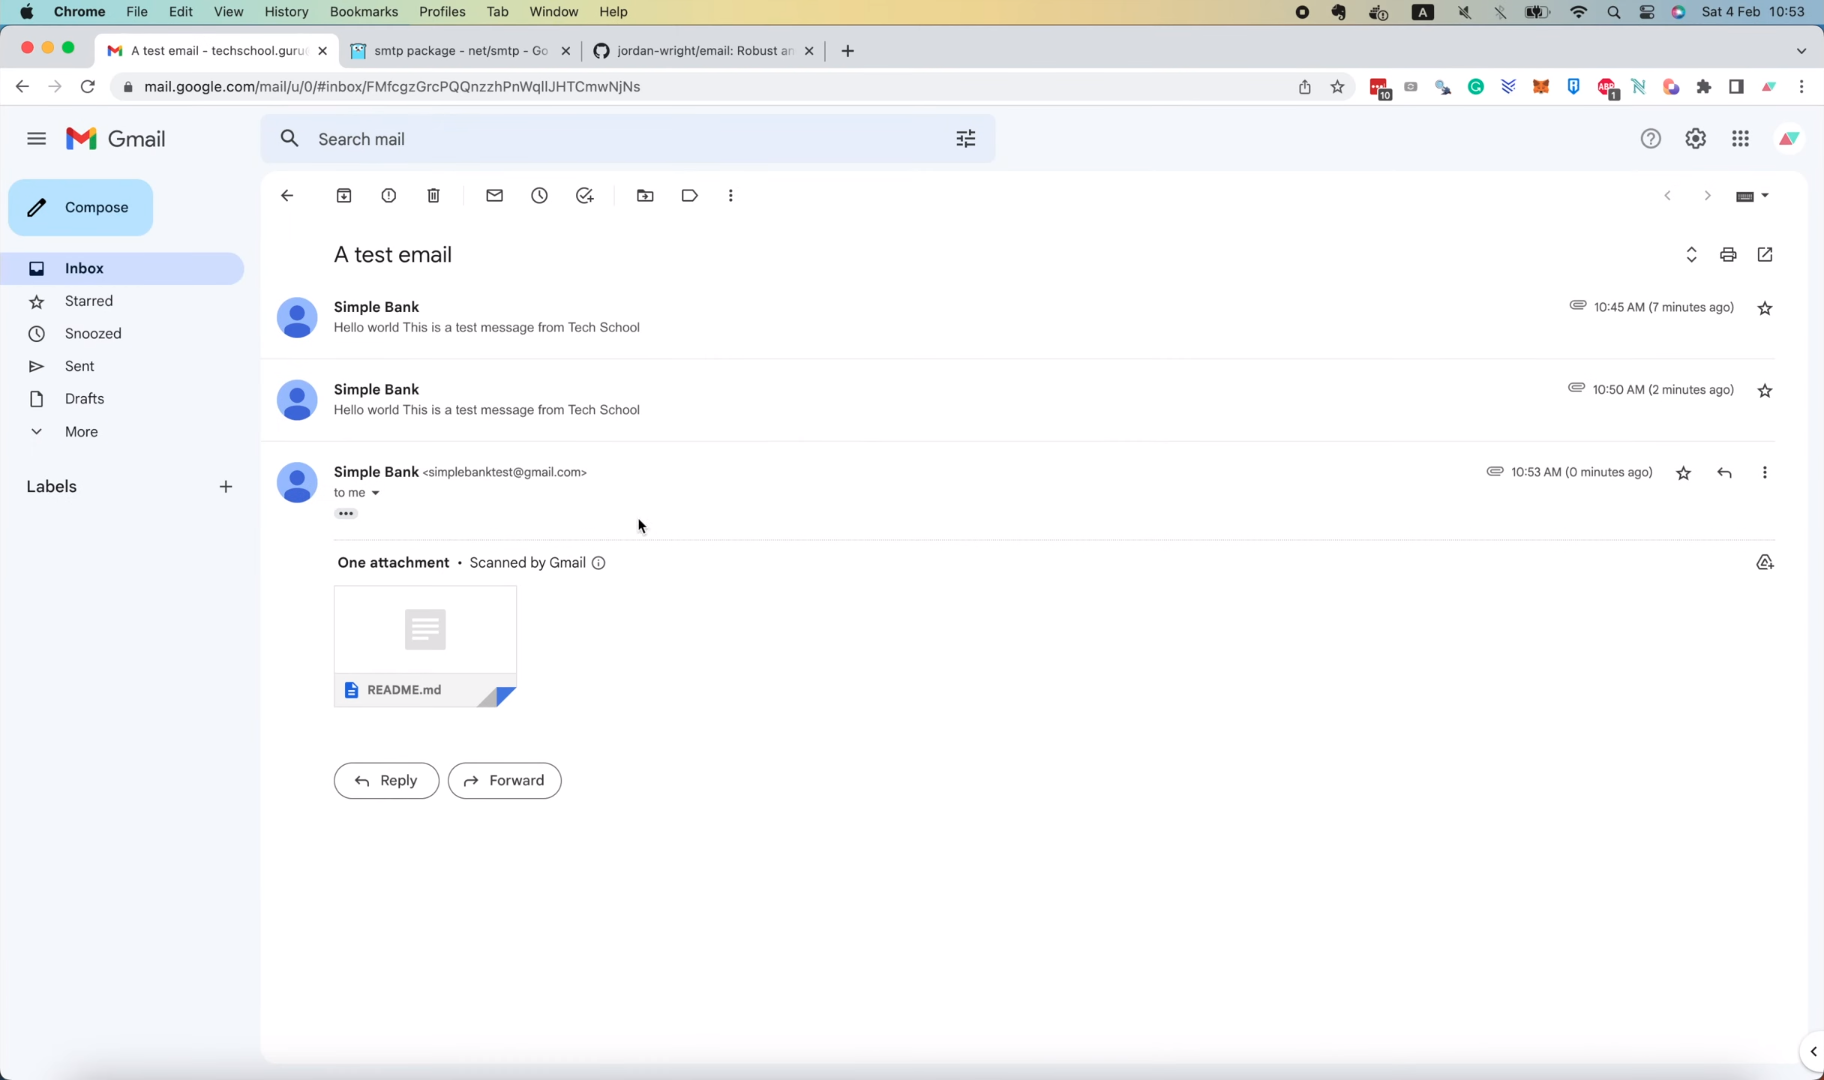 Chrome File Edit View History Bookmarks Profiles Tab Window Help A Sat 4 Feb 10:53
A test email - techschool.guru smtp package - net/smtp - Go jordan-wright/email: Robust an
mail.google.com/mail/u/0/#inbox/FMfcgzGrcPQQnzzhPnWqllJHTCmwNjNs 10 ABP 1
Gmail Search mail
Compose
A test email
Inbox
Starred
Snoozed
Sent
Drafts
More
Labels
Simple Bank 10:45 AM (7 minutes ago)
Hello world This is a test message from Tech School
Simple Bank 10:50 AM (2 minutes ago)
Hello world This is a test message from Tech School
Simple Bank <simplebanktest@gmail.com> 10:53 AM (0 minutes ago)
to me
One attachment • Scanned by Gmail
README.md
Reply Forward